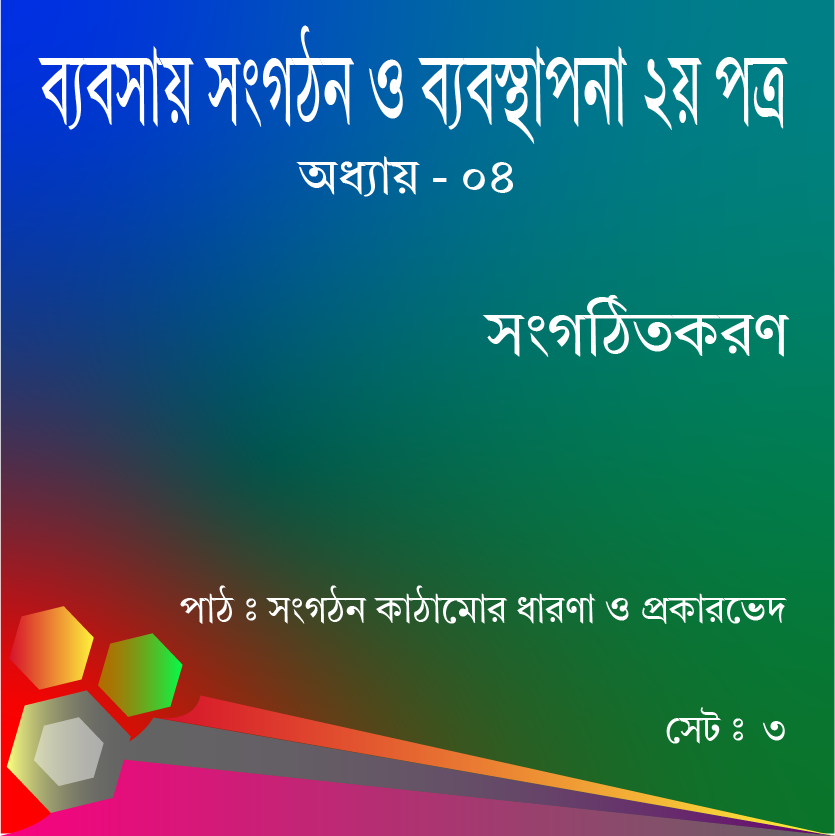 ব্যবসায় সংগঠন ও ব্যবস্থাপনা ২য় পত্র
অধ্যায় - ০৪
সংগঠিতকরণ
পাঠ ঃ সংগঠন কাঠামোর ধারণা ও প্রকারভেদ
সেট ঃ ৩